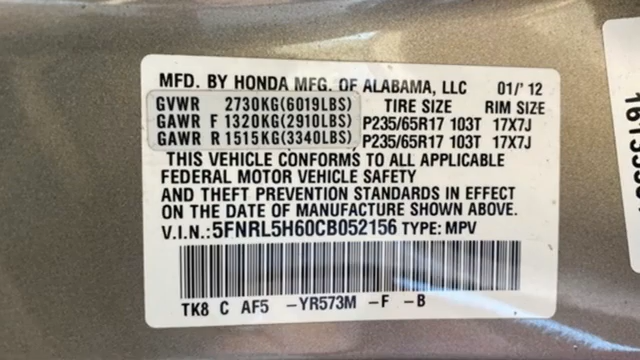 MFD. BY HONDA MFG. OF ALABAMA, LLC 01/'12
GVWR 2730KG(6019LBS) TIRE SIZE RIM SIZE
GAWR F 1320KG(2910LBS) P235/65R17 103T 17X7J
GAWR R 1515KG(3340LBS) P235/65R17 103T 17X7J
THIS VEHICLE CONFORMS TO ALL APPLICABLE
FEDERAL MOTOR VEHICLE SAFETY
AND THEFT PREVENTION STANDARDS IN EFFECT
ON THE DATE OF MANUFACTURE SHOWN ABOVE.
V.I.N.:5FNRL5H60CB052156 TYPE: MPV
TK8 C AF5 -YR573M -F -B